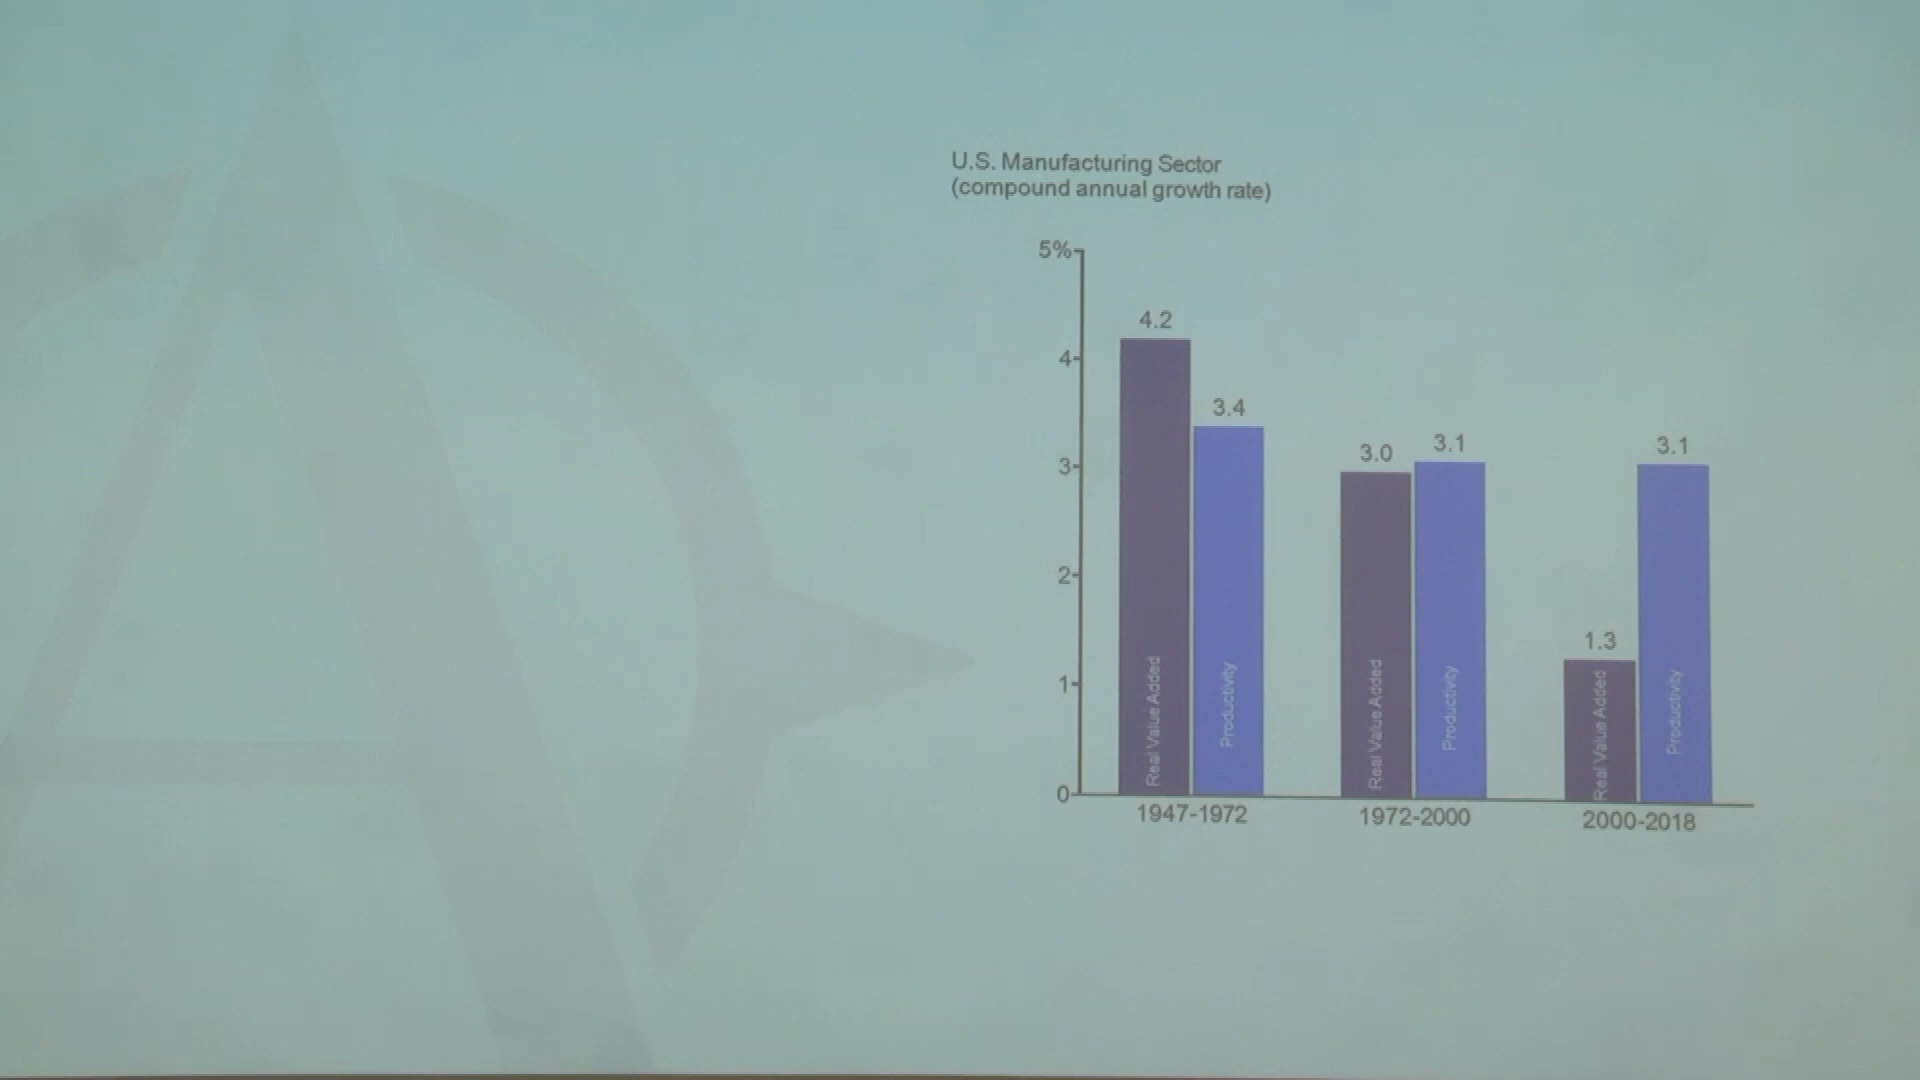 U.S. Manufacturing Sector
(compound annual growth rate)
5%
4
3
2
1
0
4.2
3.4
3.0
3.1
1.3
3.1
Real Value Added
Productivity
Real Value Added
Productivity
Real Value Added
Productivity
1947-1972
1972-2000
2000-2018